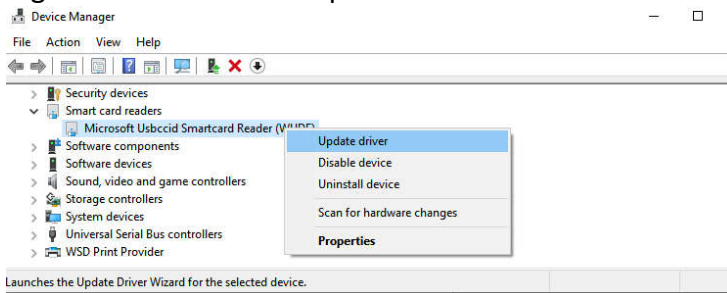 Device Manager
File Action View Help
Security devices
Smart card readers
Microsoft Usbccid Smartcard Reader (WUDF)
Update driver
Software components
Disable device
Software devices
Uninstall device
Sound, video and game controllers
Storage controllers
Scan for hardware changes
System devices
Universal Serial Bus controllers
Properties
WSD Print Provider
Launches the Update Driver Wizard for the selected device.